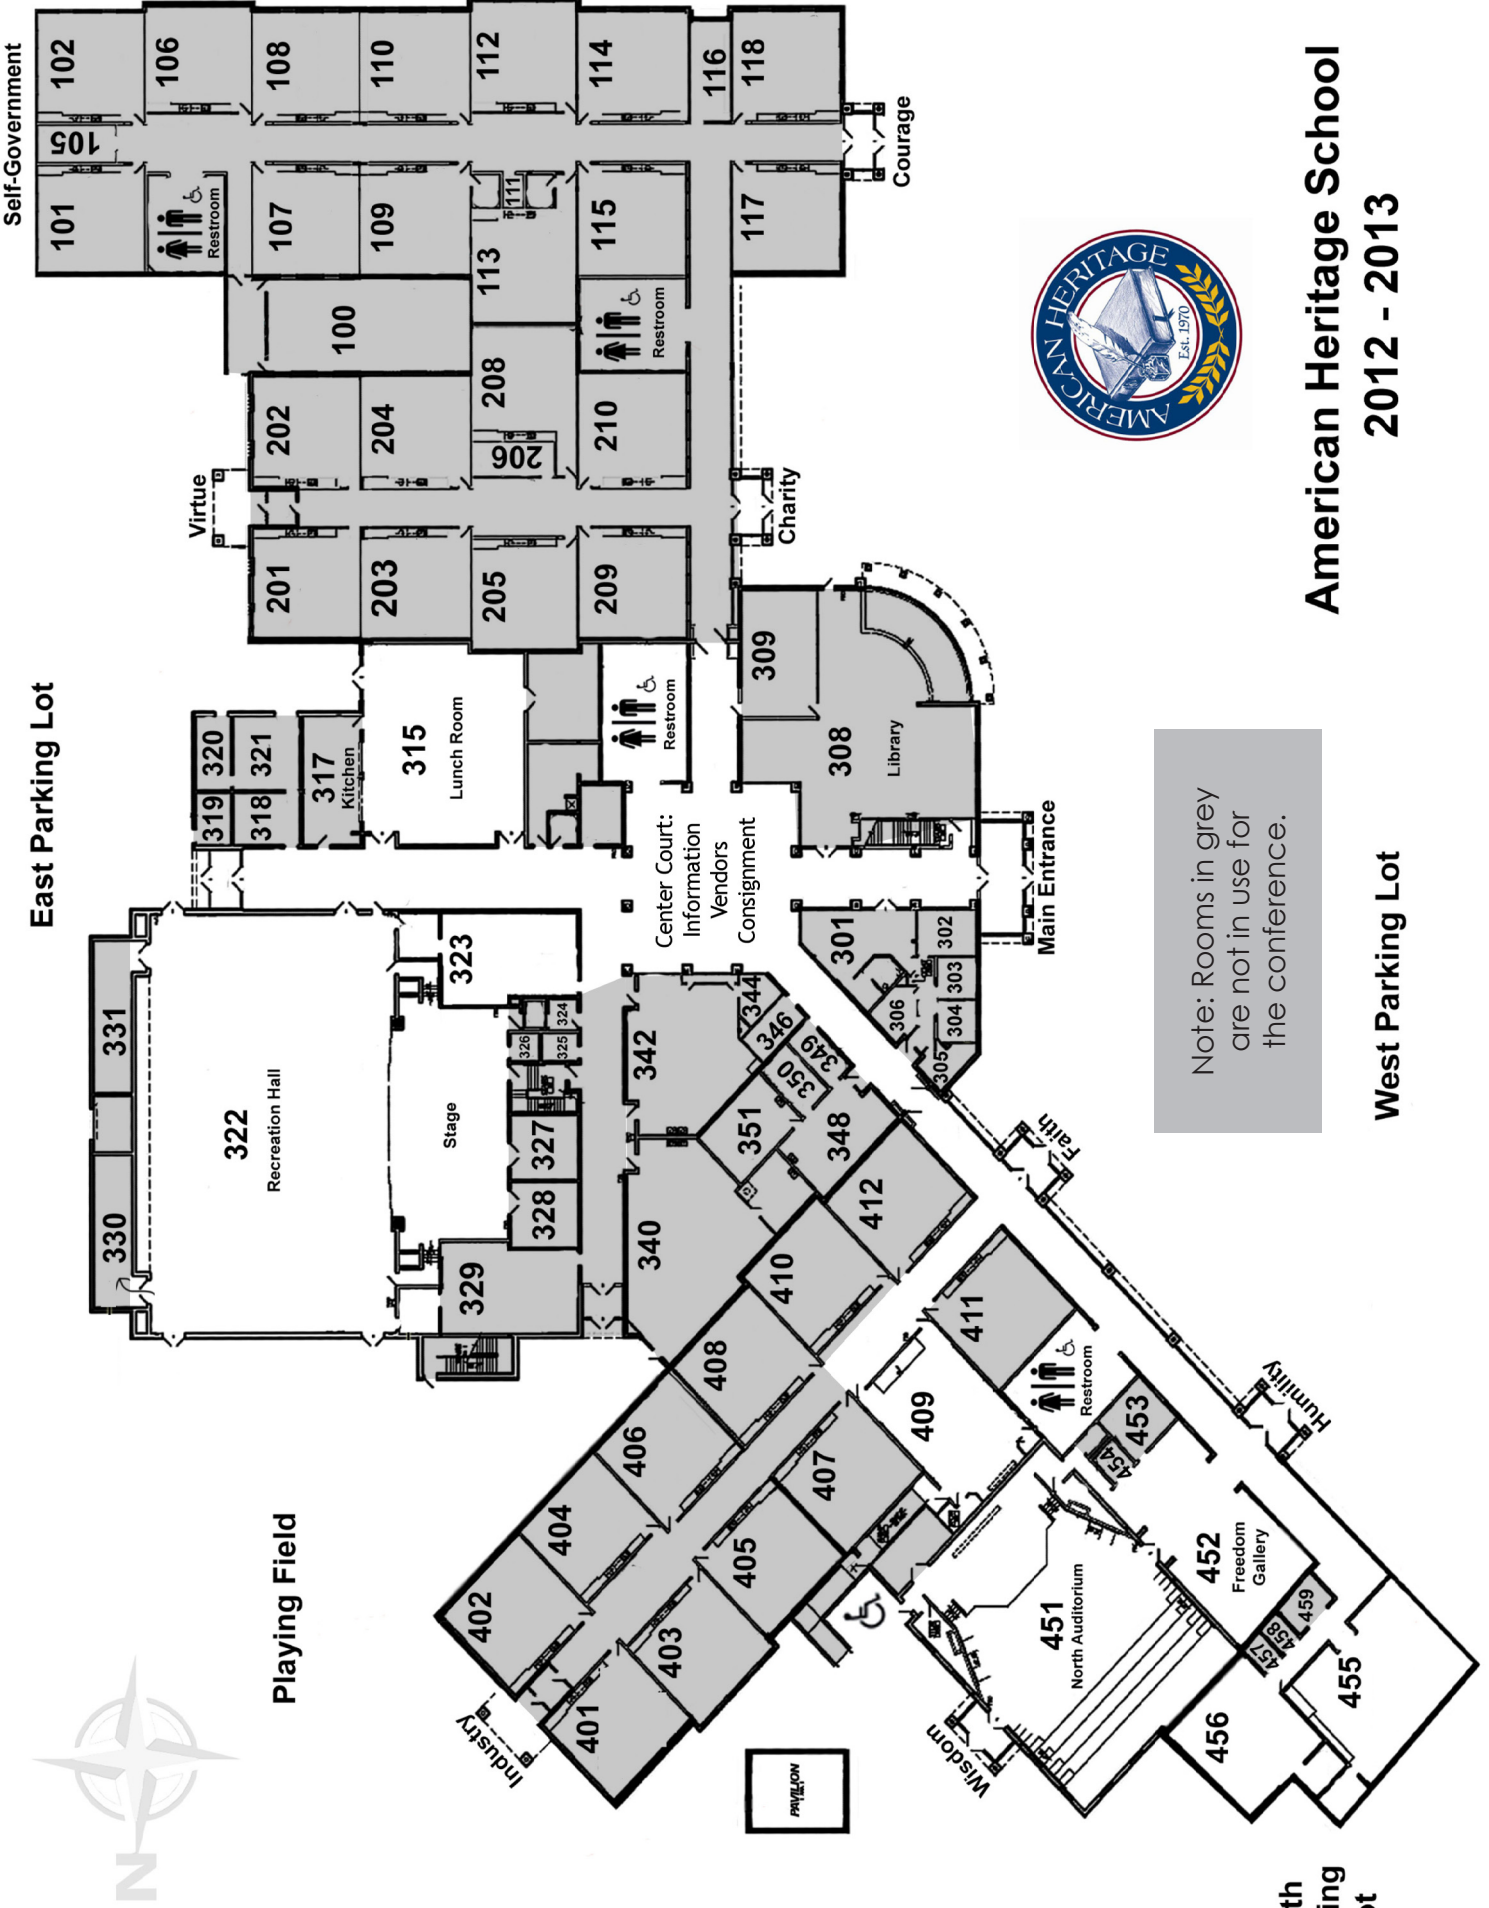 American Heritage School
2012 - 2013
AMERICAN HERITAGE
AMERICAN HERITAGE
Est. 1970
Note: Rooms in grey
are not in use for
the conference.
East Parking Lot
West Parking Lot
Playing Field
th
ing
ot
N
Self-Government
Courage
Virtue
Charity
Main Entrance
Faith
Humility
Wisdom
Industry
PAVILION
102
106
108
110
112
114
116
118
105
101
Restroom
107
109
111
113
115
117
100
Restroom
202
204
208
206
210
201
203
205
209
309
308
Library
320
321
319
318
317
Kitchen
315
Lunch Room
Restroom
Center Court:
Information
Vendors
Consignment
301
302
303
304
305
306
331
330
322
Recreation Hall
Stage
323
324
325
326
327
328
329
342
340
344
346
349
350
351
348
412
410
411
408
409
406
407
404
405
402
403
401
Restroom
453
454
452
Freedom
Gallery
451
North Auditorium
459
458
457
455
456